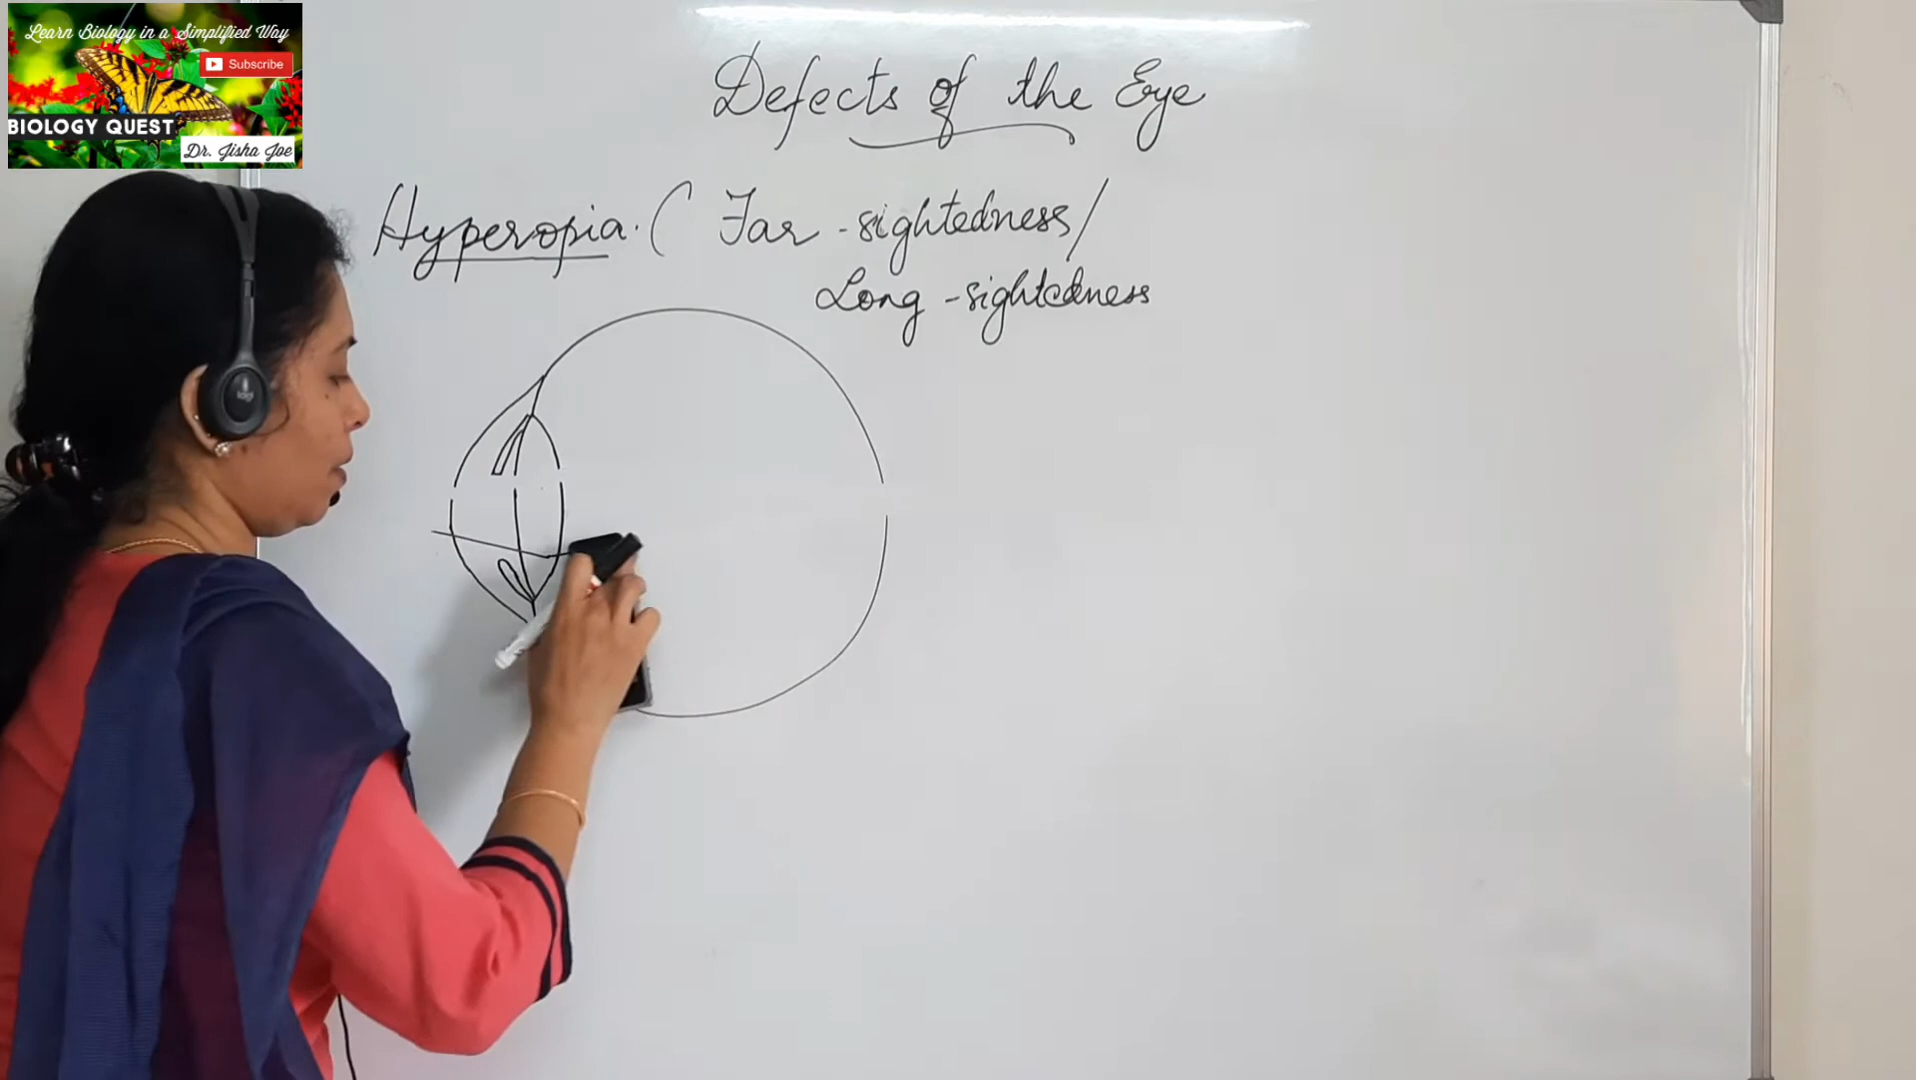 Learn Biology in a Simplified Way
Subscribe
BIOLOGY QUEST
Dr. Jisha Joe
Defects of the Eye
Hyperopia. ( Far-sightedness/
Long-sightedness
logi